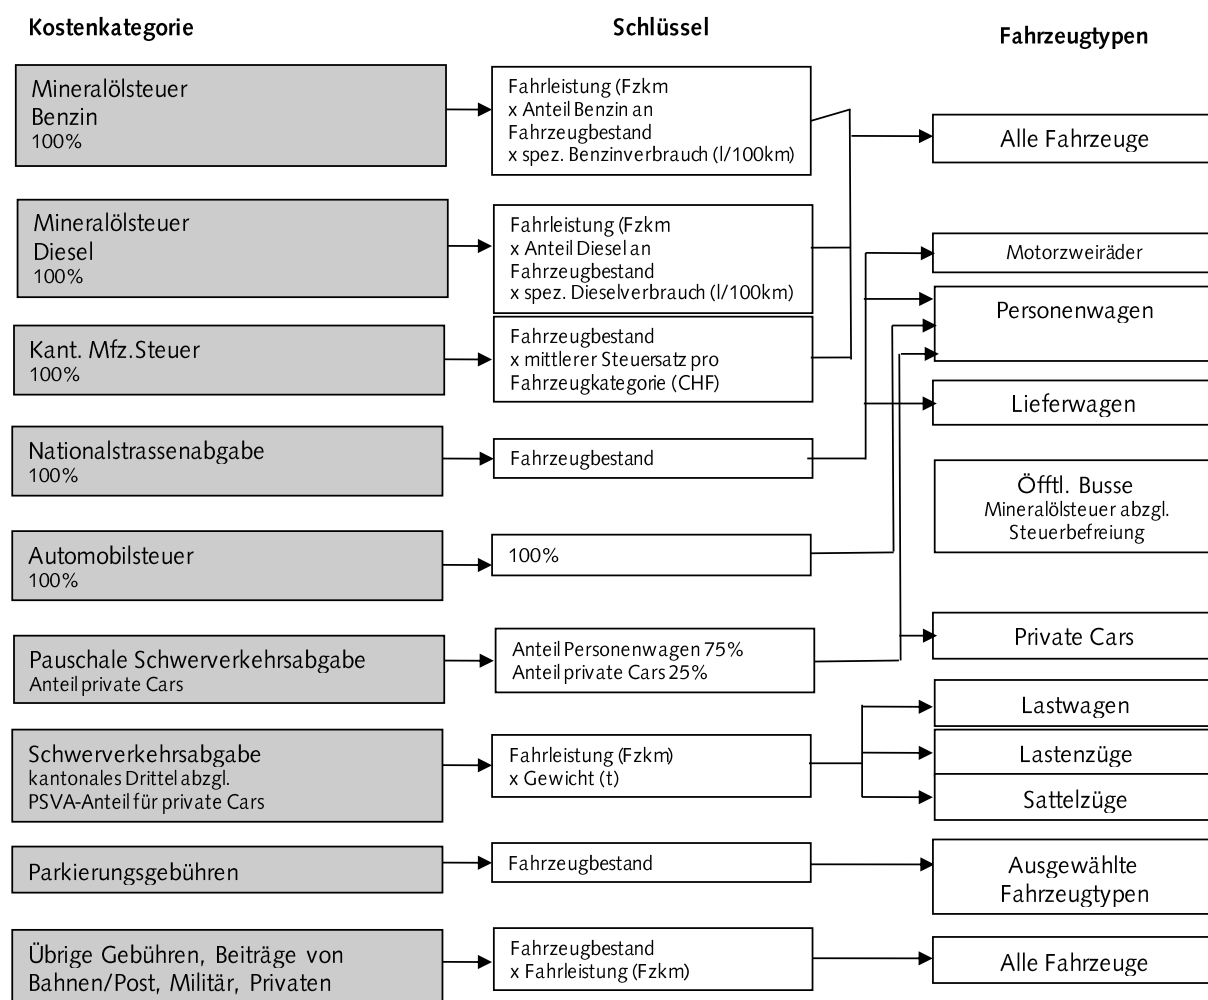 Kostenkategorie
Schlüssel
Fahrzeugtypen
Mineralölsteuer
Benzin
100%
Fahrleistung (Fzkm
x Anteil Benzin an
Fahrzeugbestand
x spez. Benzinverbrauch (l/100km)
Alle Fahrzeuge
Mineralölsteuer
Diesel
100%
Fahrleistung (Fzkm
x Anteil Diesel an
Fahrzeugbestand
x spez. Dieselverbrauch (l/100km)
Motorzweiräder
Personenwagen
Kant. Mfz.Steuer
100%
Fahrzeugbestand
x mittlerer Steuersatz pro
Fahrzeugkategorie (CHF)
Lieferwagen
Nationalstrassenabgabe
100%
Fahrzeugbestand
Öfftl. Busse
Mineralölsteuer abzgl.
Steuerbefreiung
Automobilsteuer
100%
100%
Pauschale Schwerverkehrsabgabe
Anteil private Cars
Anteil Personenwagen 75%
Anteil private Cars 25%
Private Cars
Lastwagen
Schwerverkehrsabgabe
kantonales Drittel abzgl.
PSVA-Anteil für private Cars
Fahrleistung (Fzkm)
x Gewicht (t)
Lastenzüge
Sattelzüge
Parkierungsgebühren
Fahrzeugbestand
Ausgewählte
Fahrzeugtypen
Übrige Gebühren, Beiträge von
Bahnen/Post, Militär, Privaten
Fahrzeugbestand
x Fahrleistung (Fzkm)
Alle Fahrzeuge